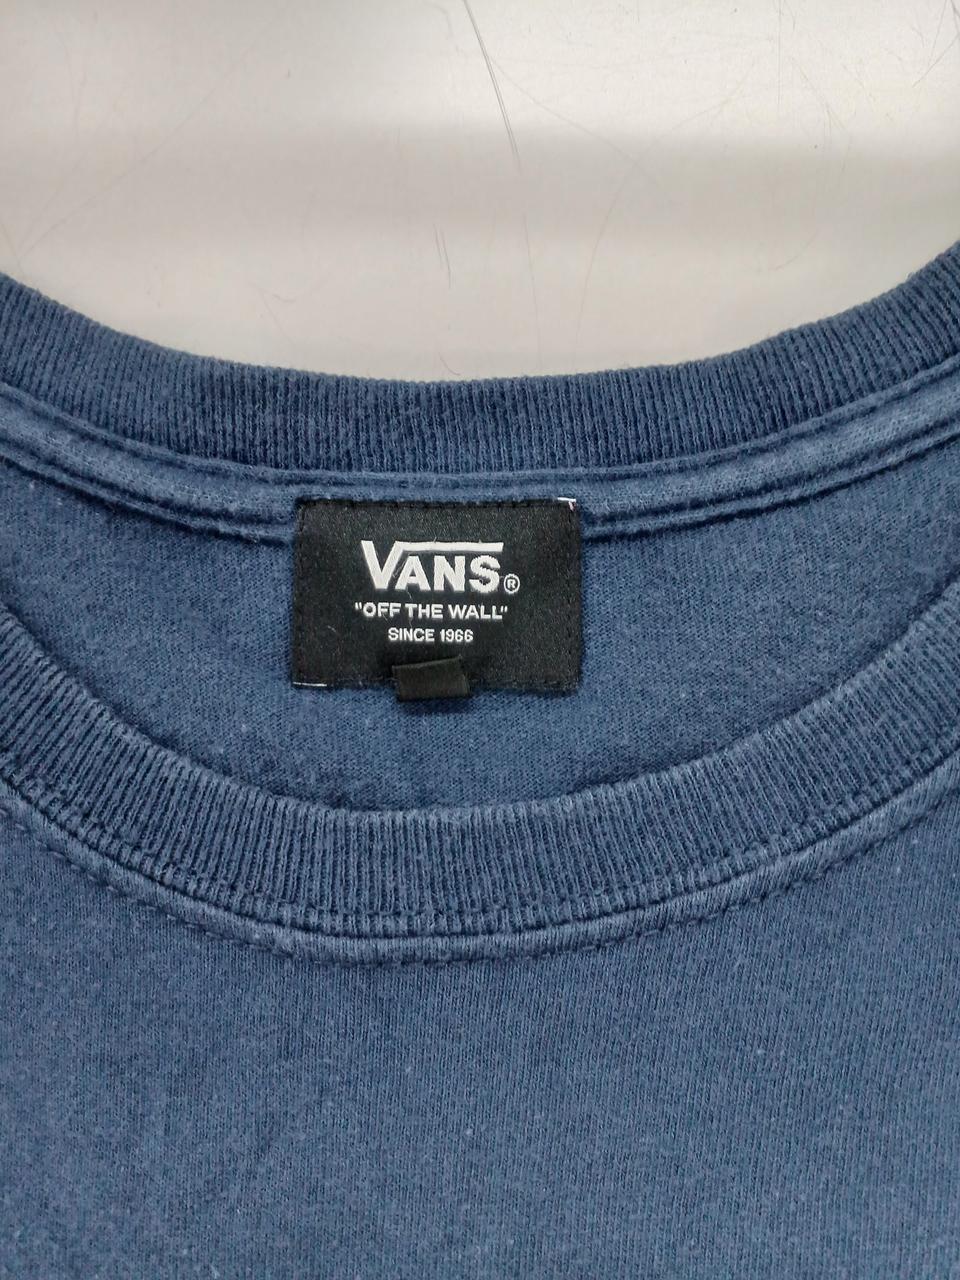 VANS®
"OFF THE WALL"
SINCE 1966